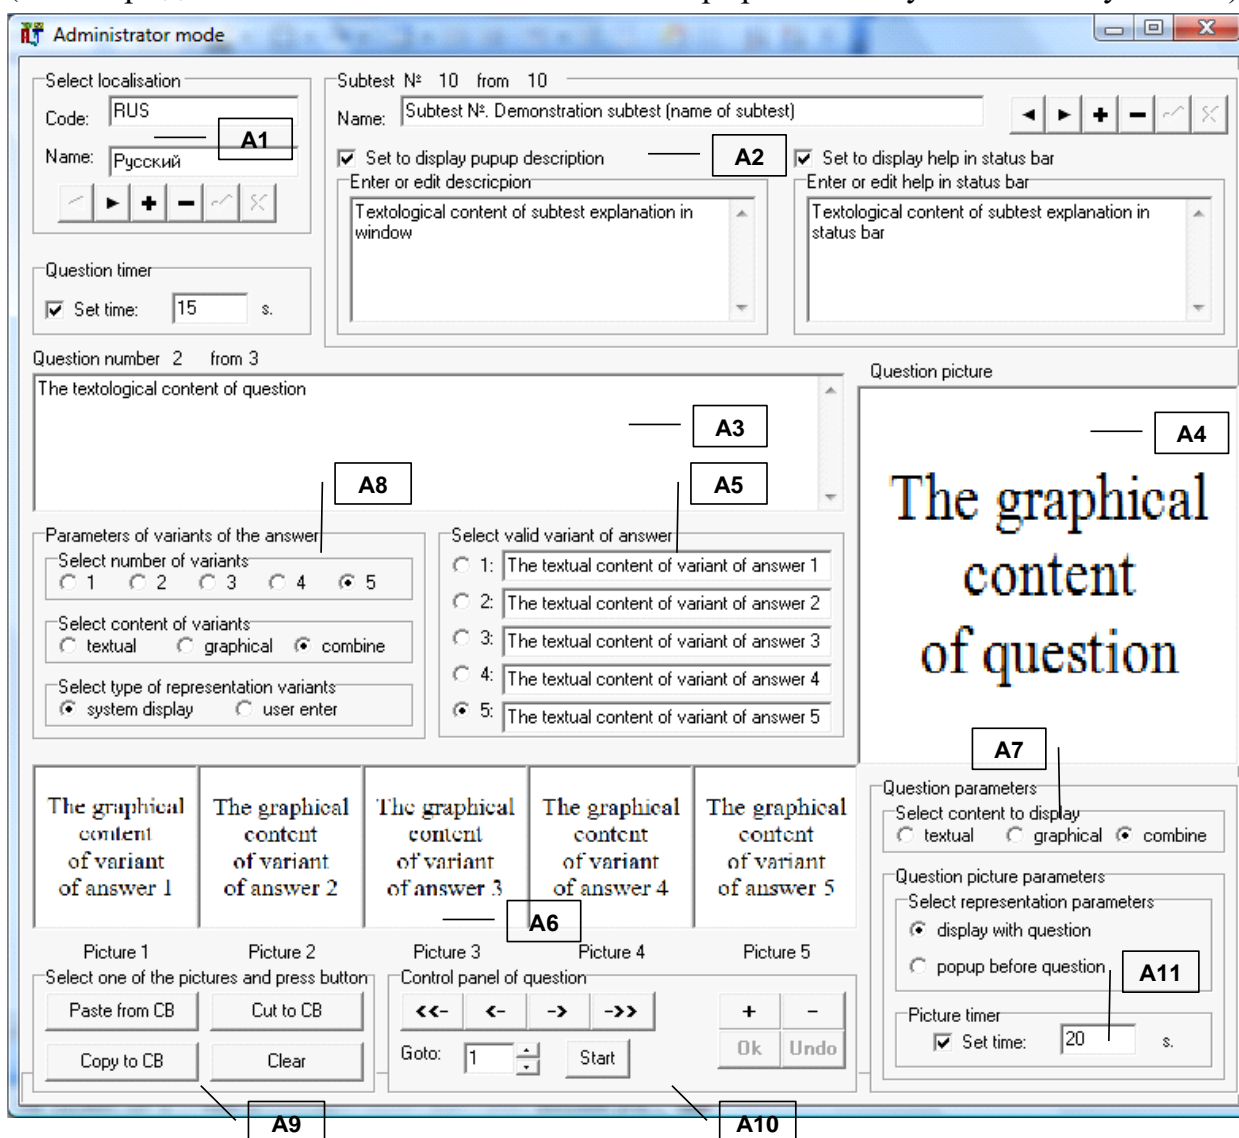 Administrator mode
Select localisation
Code: RUS
A1
Name: Русский
Subtest № 10 from 10
Name: Subtest №. Demonstration subtest (name of subtest)
Set to display pupup description
A2
Set to display help in status bar
Enter or edit descricpion
Textological content of subtest explanation in
window
Enter or edit help in status bar
Textological content of subtest explanation in
status bar
Question timer
Set time: 15 s.
Question number 2 from 3
The textological content of question
A3
Question picture
A4
The graphical
content
of question
A8
A5
Parameters of variants of the answer
Select number of variants
1 2 3 4 5
Select content of variants
textual graphical combine
Select type of representation variants
system display user enter
Select valid variant of answer
1: The textual content of variant of answer 1
2: The textual content of variant of answer 2
3: The textual content of variant of answer 3
4: The textual content of variant of answer 4
5: The textual content of variant of answer 5
A7
The graphical
content
of variant
of answer 1
The graphical
content
of variant
of answer 2
The graphical
content
of variant
of answer 3
The graphical
content
of variant
of answer 4
The graphical
content
of variant
of answer 5
A6
Picture 1 Picture 2 Picture 3 Picture 4 Picture 5
Question parameters
Select content to display
textual graphical combine
Question picture parameters
Select representation parameters
display with question
popup before question
A11
Picture timer
Set time: 20 s.
Select one of the pictures and press button
Paste from CB Cut to CB
Copy to CB Clear
A9
Control panel of question
<<- <- -> ->> + -
Goto: 1 Start Ok Undo
A10